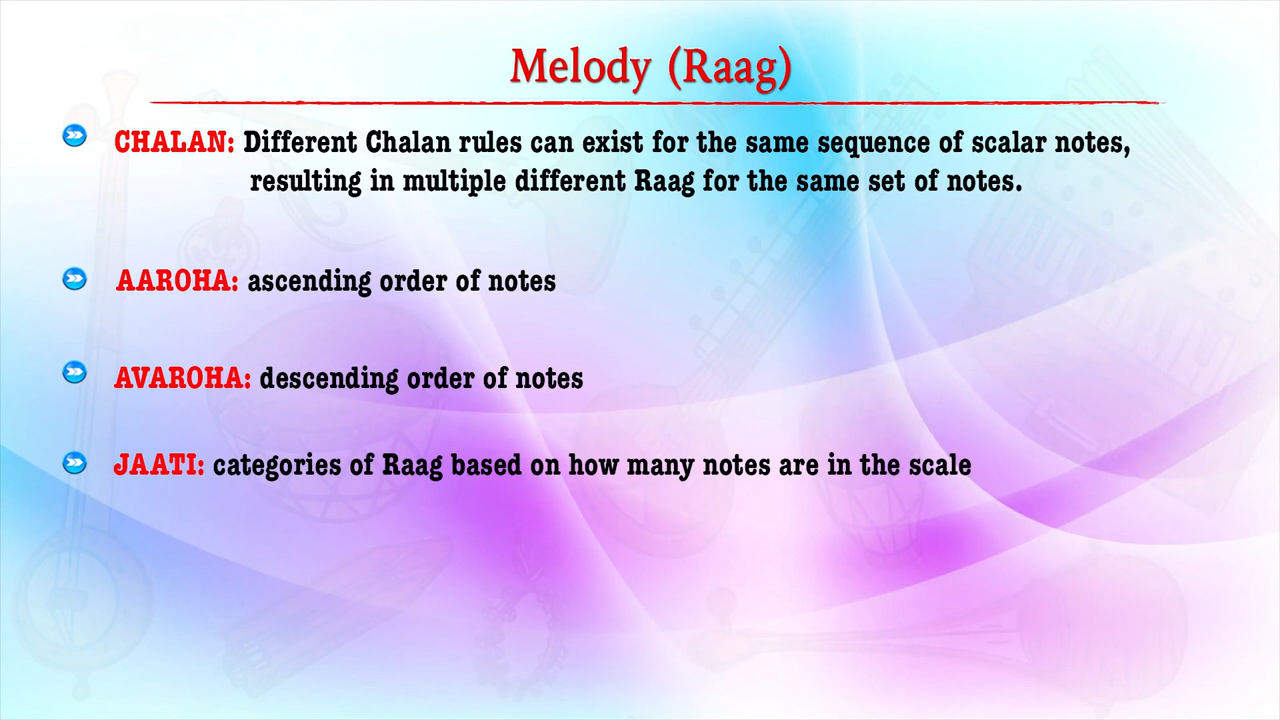 Melody (Raag)
CHALAN: Different Chalan rules can exist for the same sequence of scalar notes,
resulting in multiple different Raag for the same set of notes.
AAROHA: ascending order of notes
AVAROHA: descending order of notes
JAATI: categories of Raag based on how many notes are in the scale